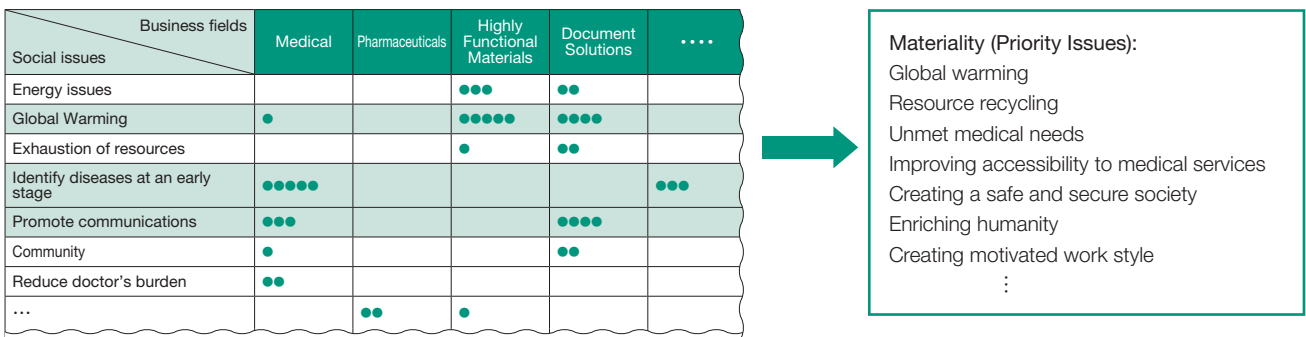 Business fields
Social issues
Medical
Pharmaceuticals
Highly
Functional
Materials
Document
Solutions
····
Energy issues
Global Warming
Exhaustion of resources
Identify diseases at an early
stage
Promote communications
Community
Reduce doctor's burden
...
Materiality (Priority Issues):
Global warming
Resource recycling
Unmet medical needs
Improving accessibility to medical services
Creating a safe and secure society
Enriching humanity
Creating motivated work style
⋮